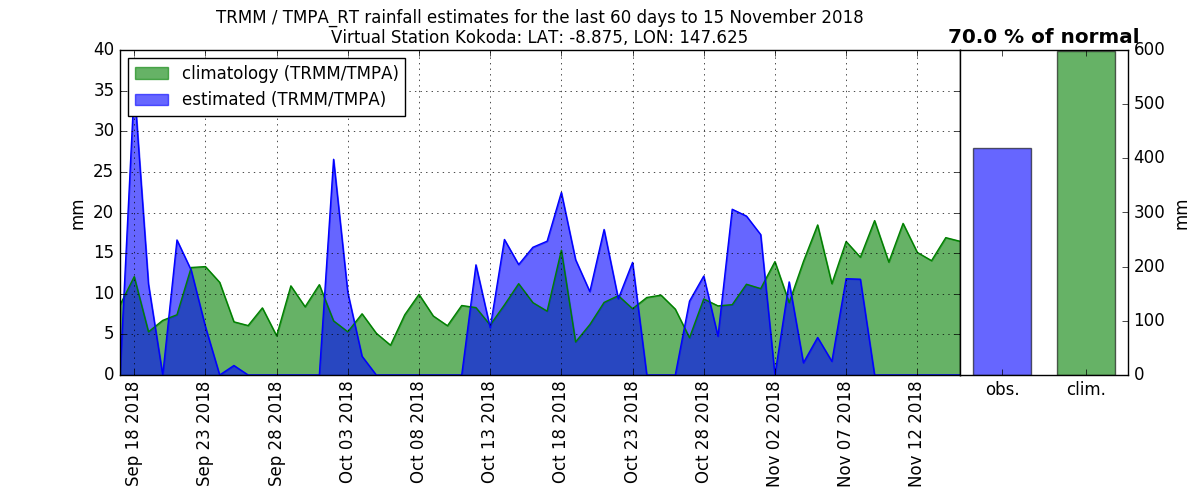 TRMM / TMPA_RT rainfall estimates for the last 60 days to 15 November 2018
Virtual Station Kokoda: LAT: -8.875, LON: 147.625
70.0 % of normal
climatology (TRMM/TMPA)
estimated (TRMM/TMPA)
40
35
30
25
20
15
10
5
0
mm
Sep 18 2018
Sep 23 2018
Sep 28 2018
Oct 03 2018
Oct 08 2018
Oct 13 2018
Oct 18 2018
Oct 23 2018
Oct 28 2018
Nov 02 2018
Nov 07 2018
Nov 12 2018
obs.
clim.
600
500
400
300
200
100
0
mm